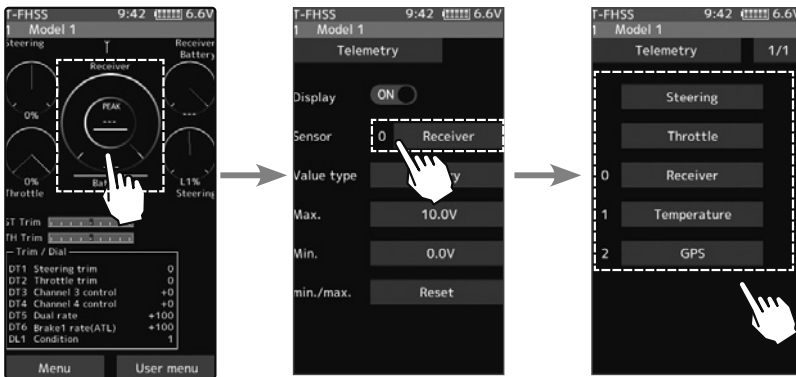 T-FHSS 9:42 6.6V
1 Model 1
Steering T Receiver Battery
Receiver
PEAK
---
0% ---
0% Throttle
L1% Steering
ST Trim 5
TH Trim 5
Trim / Dial
DT1 Steering trim 0
DT2 Throttle trim 0
DT3 Channel 3 control +0
DT4 Channel 4 control +0
DT5 Dual rate +100
DT6 Brake1 rate(ATL) +100
DL1 Condition 1
Menu User menu
T-FHSS 9:42 6.6V
1 Model 1
Telemetry
Display ON
Sensor 0 Receiver
Value type
Max. 10.0V
Min. 0.0V
min./max. Reset
T-FHSS 9:42 6.6V
1 Model 1
Telemetry 1/1
Steering
Throttle
0 Receiver
1 Temperature
2 GPS